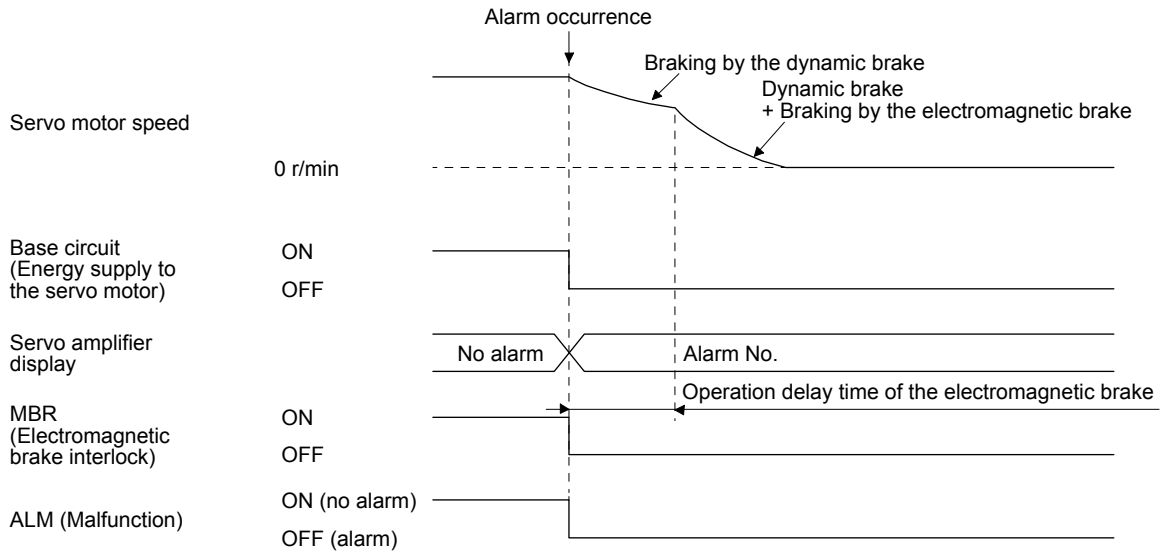 Alarm occurrence
Braking by the dynamic brake
Dynamic brake
+ Braking by the electromagnetic brake
Servo motor speed
0 r/min
Base circuit
(Energy supply to
the servo motor)
ON
OFF
Servo amplifier
display
No alarm
Alarm No.
Operation delay time of the electromagnetic brake
MBR
(Electromagnetic
brake interlock)
ON
OFF
ALM (Malfunction)
ON (no alarm)
OFF (alarm)